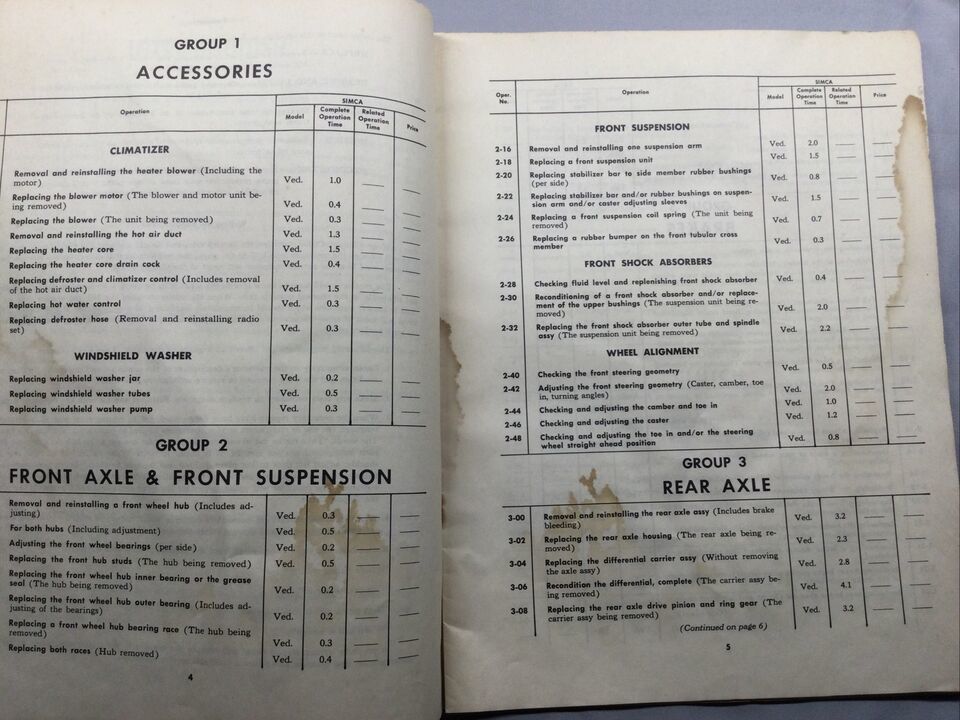 GROUP 1
ACCESSORIES
Operation
SIMCA
Model
Complete Operation Time
Related Operation Time
Price
CLIMATIZER
Removal and reinstalling the heater blower (Including the
motor) Ved. 1.0
Replacing the blower motor (The blower and motor unit be-
ing removed) Ved. 0.4
Replacing the blower (The unit being removed) Ved. 0.3
Removal and reinstalling the hot air duct Ved. 1.3
Replacing the heater core Ved. 1.5
Replacing the heater core drain cock Ved. 0.4
Replacing defroster and climatizer control (Includes removal
of the hot air duct) Ved. 1.5
Replacing hot water control Ved. 0.3
Replacing defroster hose (Removal and reinstalling radio
set) Ved. 0.3
WINDSHIELD WASHER
Replacing windshield washer jar Ved. 0.2
Replacing windshield washer tubes Ved. 0.5
Replacing windshield washer pump Ved. 0.3
GROUP 2
FRONT AXLE & FRONT SUSPENSION
Removal and reinstalling a front wheel hub (Includes ad-
justing) Ved. 0.3
For both hubs (Including adjustment) Ved. 0.5
Adjusting the front wheel bearings (per side) Ved. 0.2
Replacing the front hub studs (The hub being removed) Ved. 0.5
Replacing the front wheel hub inner bearing or the grease
seal (The hub being removed) Ved. 0.2
Replacing the front wheel hub outer bearing (Includes ad-
justing of the bearings) Ved. 0.2
Replacing a front wheel hub bearing race (The hub being
removed) Ved. 0.3
Replacing both races (Hub removed) Ved. 0.4
4
Oper. No.
Operation
SIMCA
Model
Complete Operation Time
Related Operation Time
Price
FRONT SUSPENSION
2-16 Removal and reinstalling one suspension arm Ved. 2.0
2-18 Replacing a front suspension unit Ved. 1.5
2-20 Replacing stabilizer bar to side member rubber bushings
(per side) Ved. 0.8
2-22 Replacing stabilizer bar and/or rubber bushings on suspen-
sion arm and/or caster adjusting sleeves Ved. 1.5
2-24 Replacing a front suspension coil spring (The unit being
removed) Ved. 0.7
2-26 Replacing a rubber bumper on the front tubular cross
member Ved. 0.3
FRONT SHOCK ABSORBERS
2-28 Checking fluid level and replenishing front shock absorber Ved. 0.4
2-30 Reconditioning of a front shock absorber and/or replace-
ment of the upper bushings (The suspension unit being re-
moved) Ved. 2.0
2-32 Replacing the front shock absorber outer tube and spindle
assy (The suspension unit being removed) Ved. 2.2
WHEEL ALIGNMENT
2-40 Checking the front steering geometry Ved. 0.5
2-42 Adjusting the front steering geometry (Caster, camber, toe
in, turning angles) Ved. 2.0
2-44 Checking and adjusting the camber and toe in Ved. 1.0
2-46 Checking and adjusting the caster Ved. 1.2
2-48 Checking and adjusting the toe in and/or the steering
wheel straight ahead position Ved. 0.8
GROUP 3
REAR AXLE
3-00 Removal and reinstalling the rear axle assy (Includes brake
bleeding) Ved. 3.2
3-02 Replacing the rear axle housing (The rear axle being re-
moved) Ved. 2.3
3-04 Replacing the differential carrier assy (Without removing
the axle assy) Ved. 2.8
3-06 Recondition the differential, complete (The carrier assy be-
ing removed) Ved. 4.1
3-08 Replacing the rear axle drive pinion and ring gear (The
carrier assy being removed) Ved. 3.2
(Continued on page 6)
5